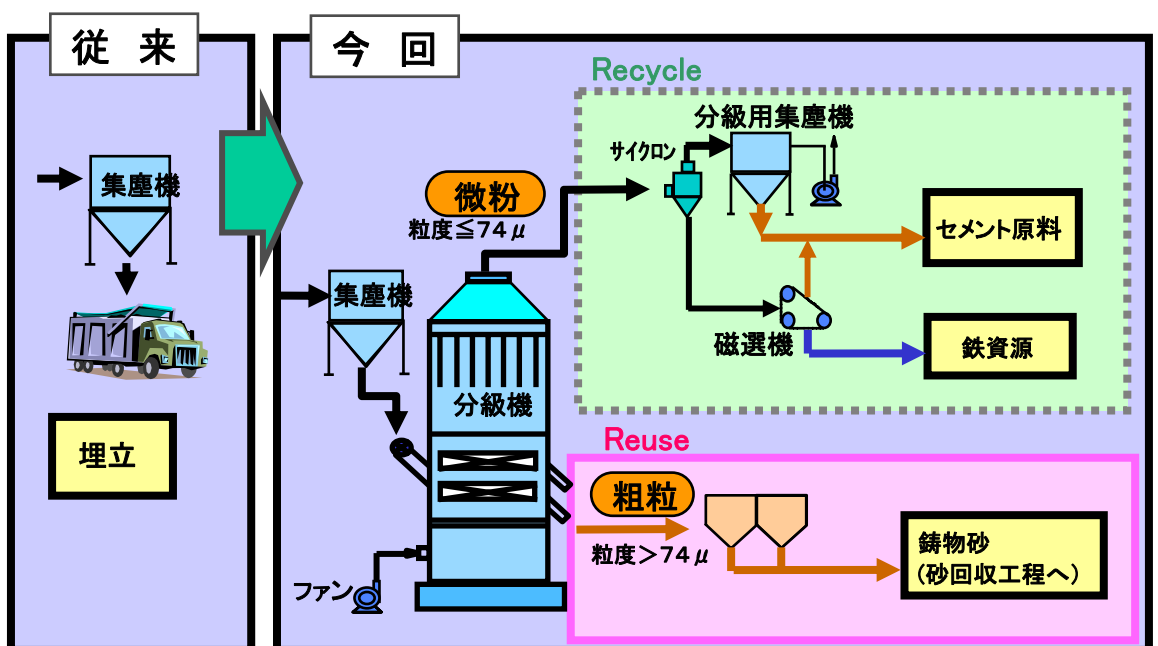 従 来
集塵機
埋立
今 回
集塵機
微粉
粒度≦74μ
分級機
ファン
Recycle
分級用集塵機
サイクロン
セメント原料
磁選機
鉄資源
Reuse
粗粒
粒度>74μ
鋳物砂
(砂回収工程へ)